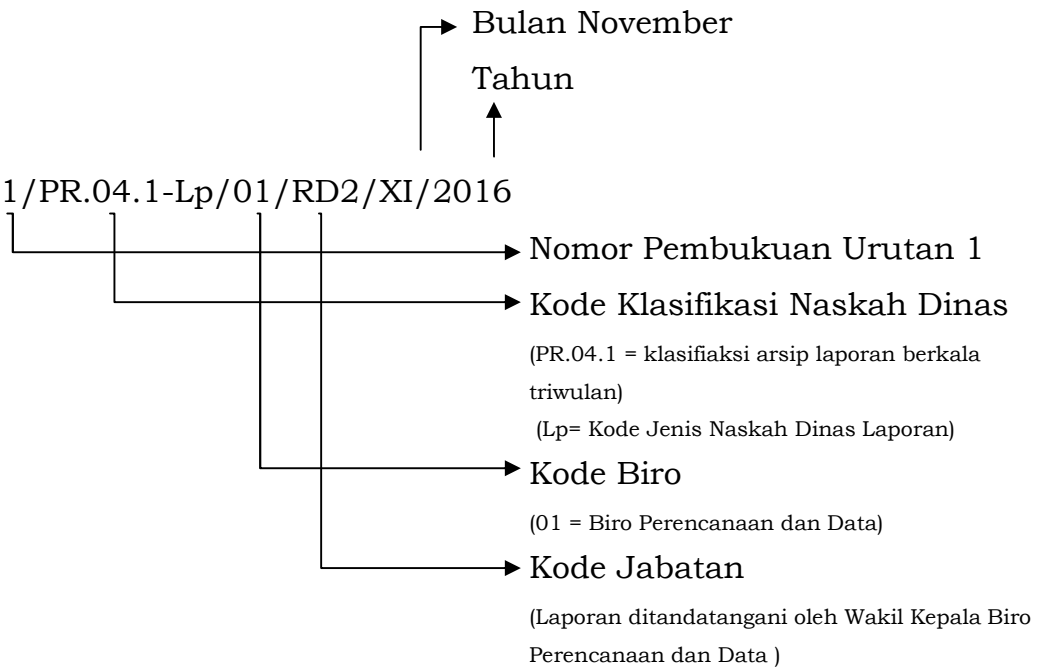 Bulan November
Tahun
1/PR.04.1-Lp/01/RD2/XI/2016
Nomor Pembukuan Urutan 1
Kode Klasifikasi Naskah Dinas
(PR.04.1 = klasifiaksi arsip laporan berkala
triwulan)
(Lp= Kode Jenis Naskah Dinas Laporan)
Kode Biro
(01 = Biro Perencanaan dan Data)
Kode Jabatan
(Laporan ditandatangani oleh Wakil Kepala Biro
Perencanaan dan Data )